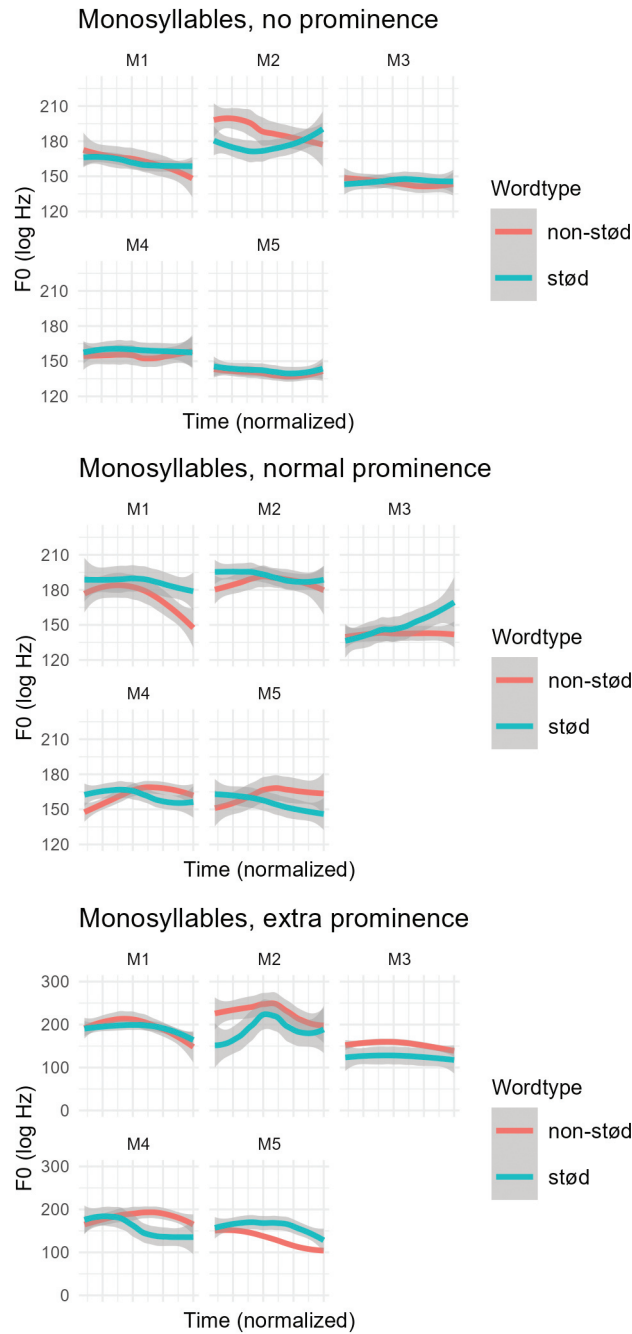 Monosyllables, no prominence
M1 M2 M3
210
180
150
120
M4 M5
210
180
150
120
F0 (log Hz)
Time (normalized)
Wordtype
non-stød
stød
Monosyllables, normal prominence
M1 M2 M3
210
180
150
120
M4 M5
210
180
150
120
F0 (log Hz)
Time (normalized)
Wordtype
non-stød
stød
Monosyllables, extra prominence
M1 M2 M3
300
200
100
0
M4 M5
300
200
100
0
F0 (log Hz)
Time (normalized)
Wordtype
non-stød
stød